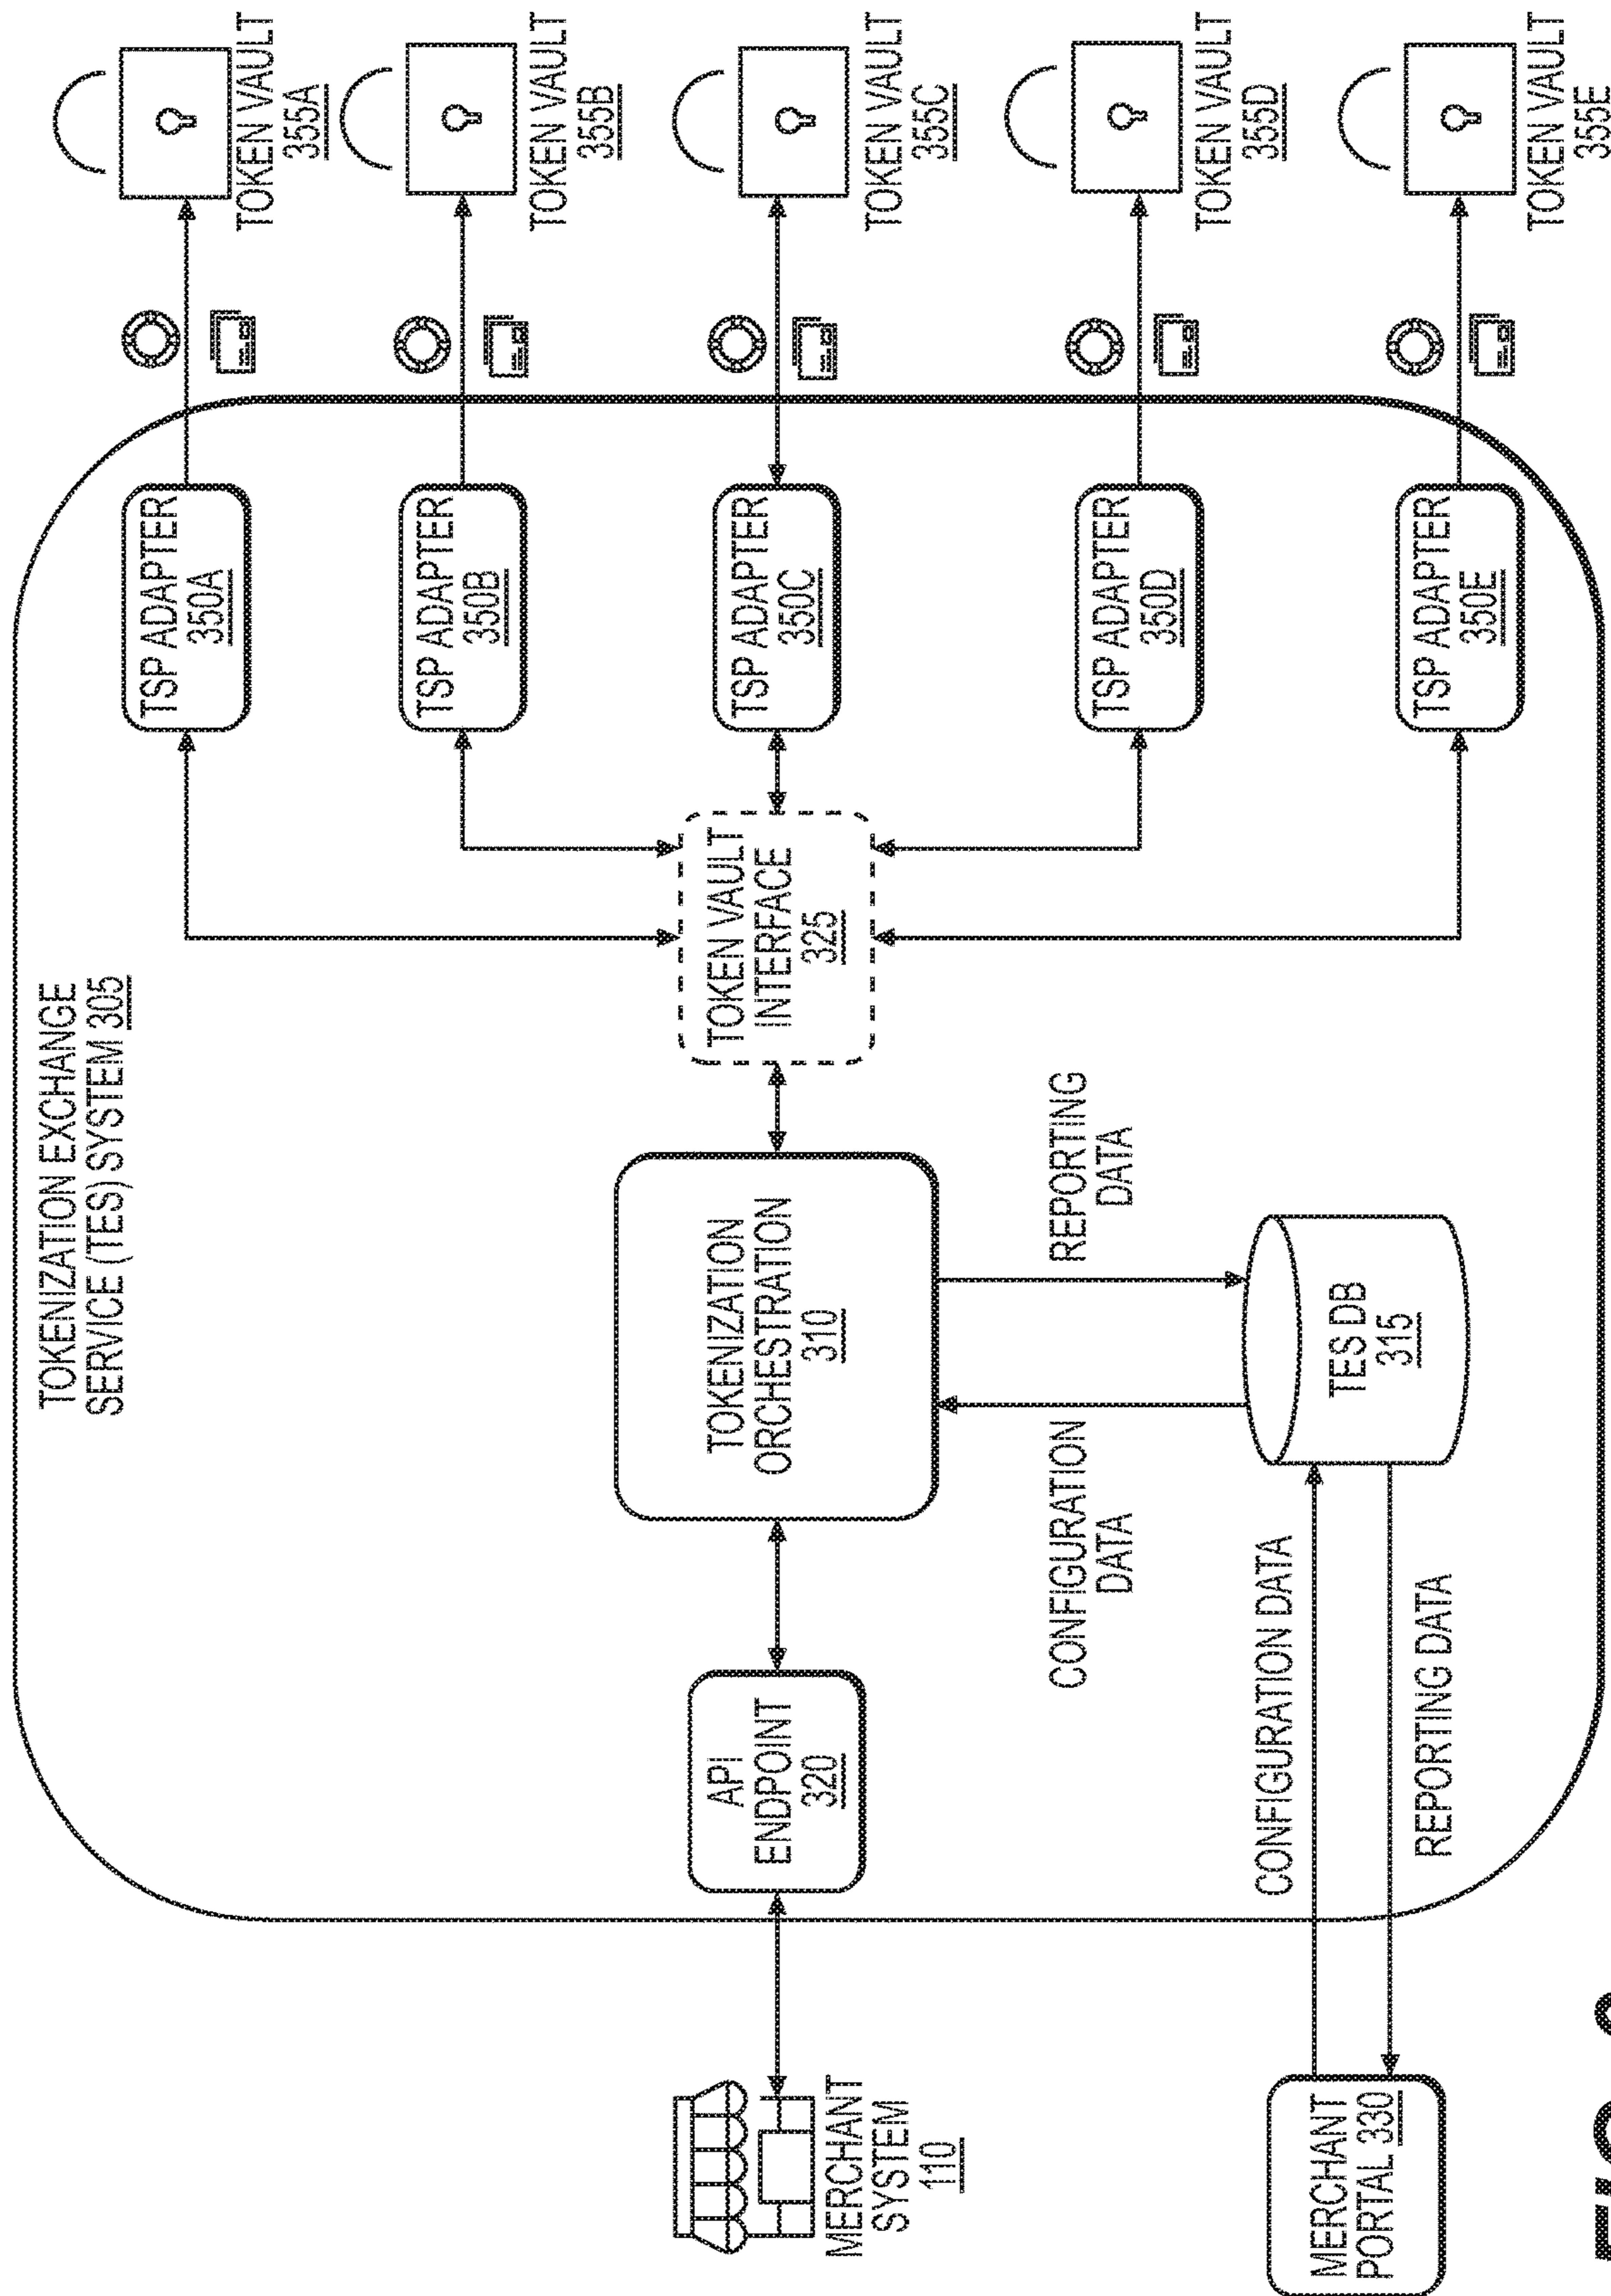 TOKENIZATION EXCHANGE
SERVICE (TES) SYSTEM 305
TSP ADAPTER
350A
TOKEN VAULT
355A
TSP ADAPTER
350B
TOKEN VAULT
355B
MERCHANT
SYSTEM
110
API
ENDPOINT
320
TOKENIZATION
ORCHESTRATION
310
TOKEN VAULT
INTERFACE
325
TSP ADAPTER
350C
TOKEN VAULT
355C
CONFIGURATION
DATA
REPORTING
DATA
TSP ADAPTER
350D
TOKEN VAULT
355D
MERCHANT
PORTAL 330
CONFIGURATION DATA
REPORTING DATA
TES DB
315
TSP ADAPTER
350E
TOKEN VAULT
355E